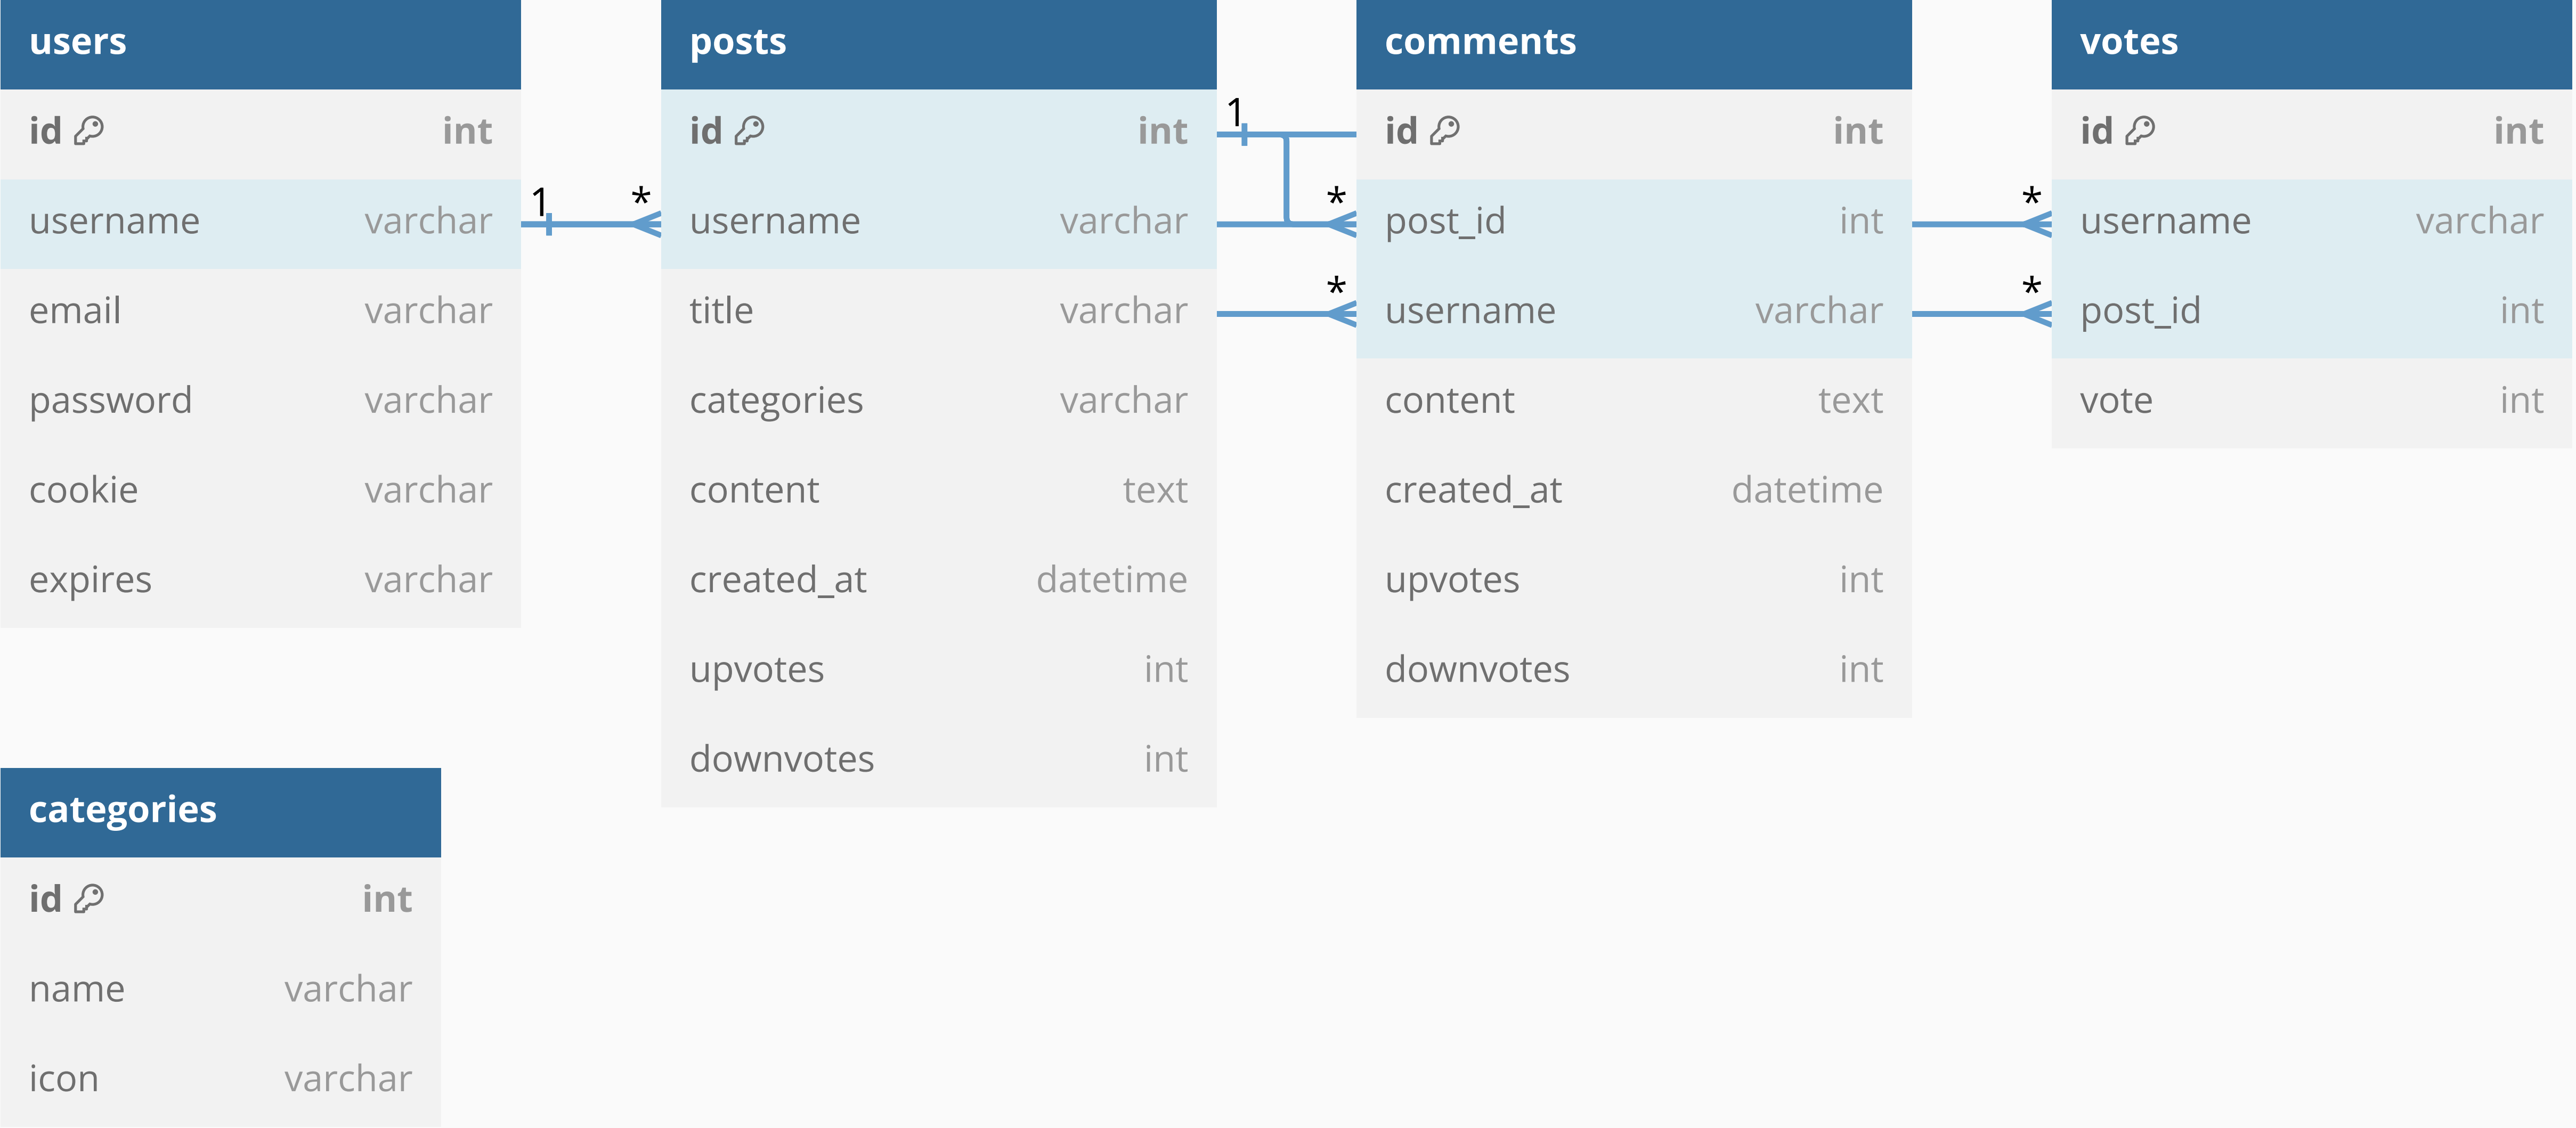 users
id int
username varchar
email varchar
password varchar
cookie varchar
expires varchar
1 *
posts
id int
username varchar
title varchar
categories varchar
content text
created_at datetime
upvotes int
downvotes int
1
*
*
comments
id int
post_id int
username varchar
content text
created_at datetime
upvotes int
downvotes int
*
*
votes
id int
username varchar
post_id int
vote int
categories
id int
name varchar
icon varchar